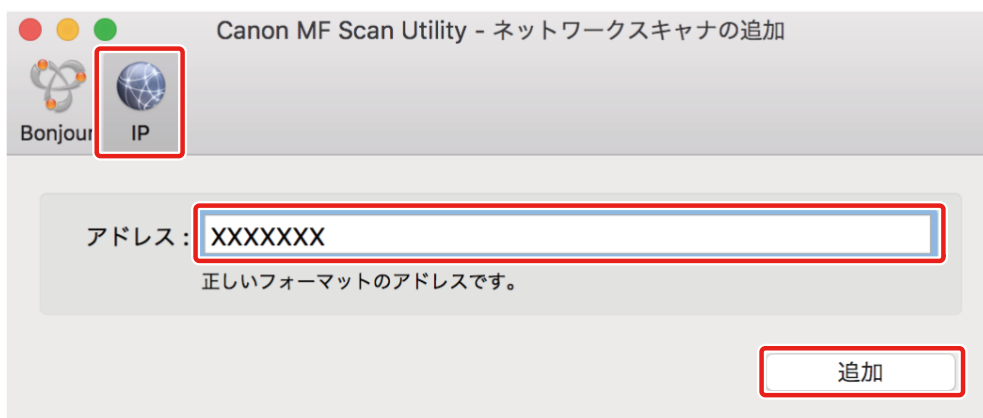 Canon MF Scan Utility - ネットワークスキャナの追加
Bonjour IP
アドレス : XXXXXXX
正しいフォーマットのアドレスです。
追加